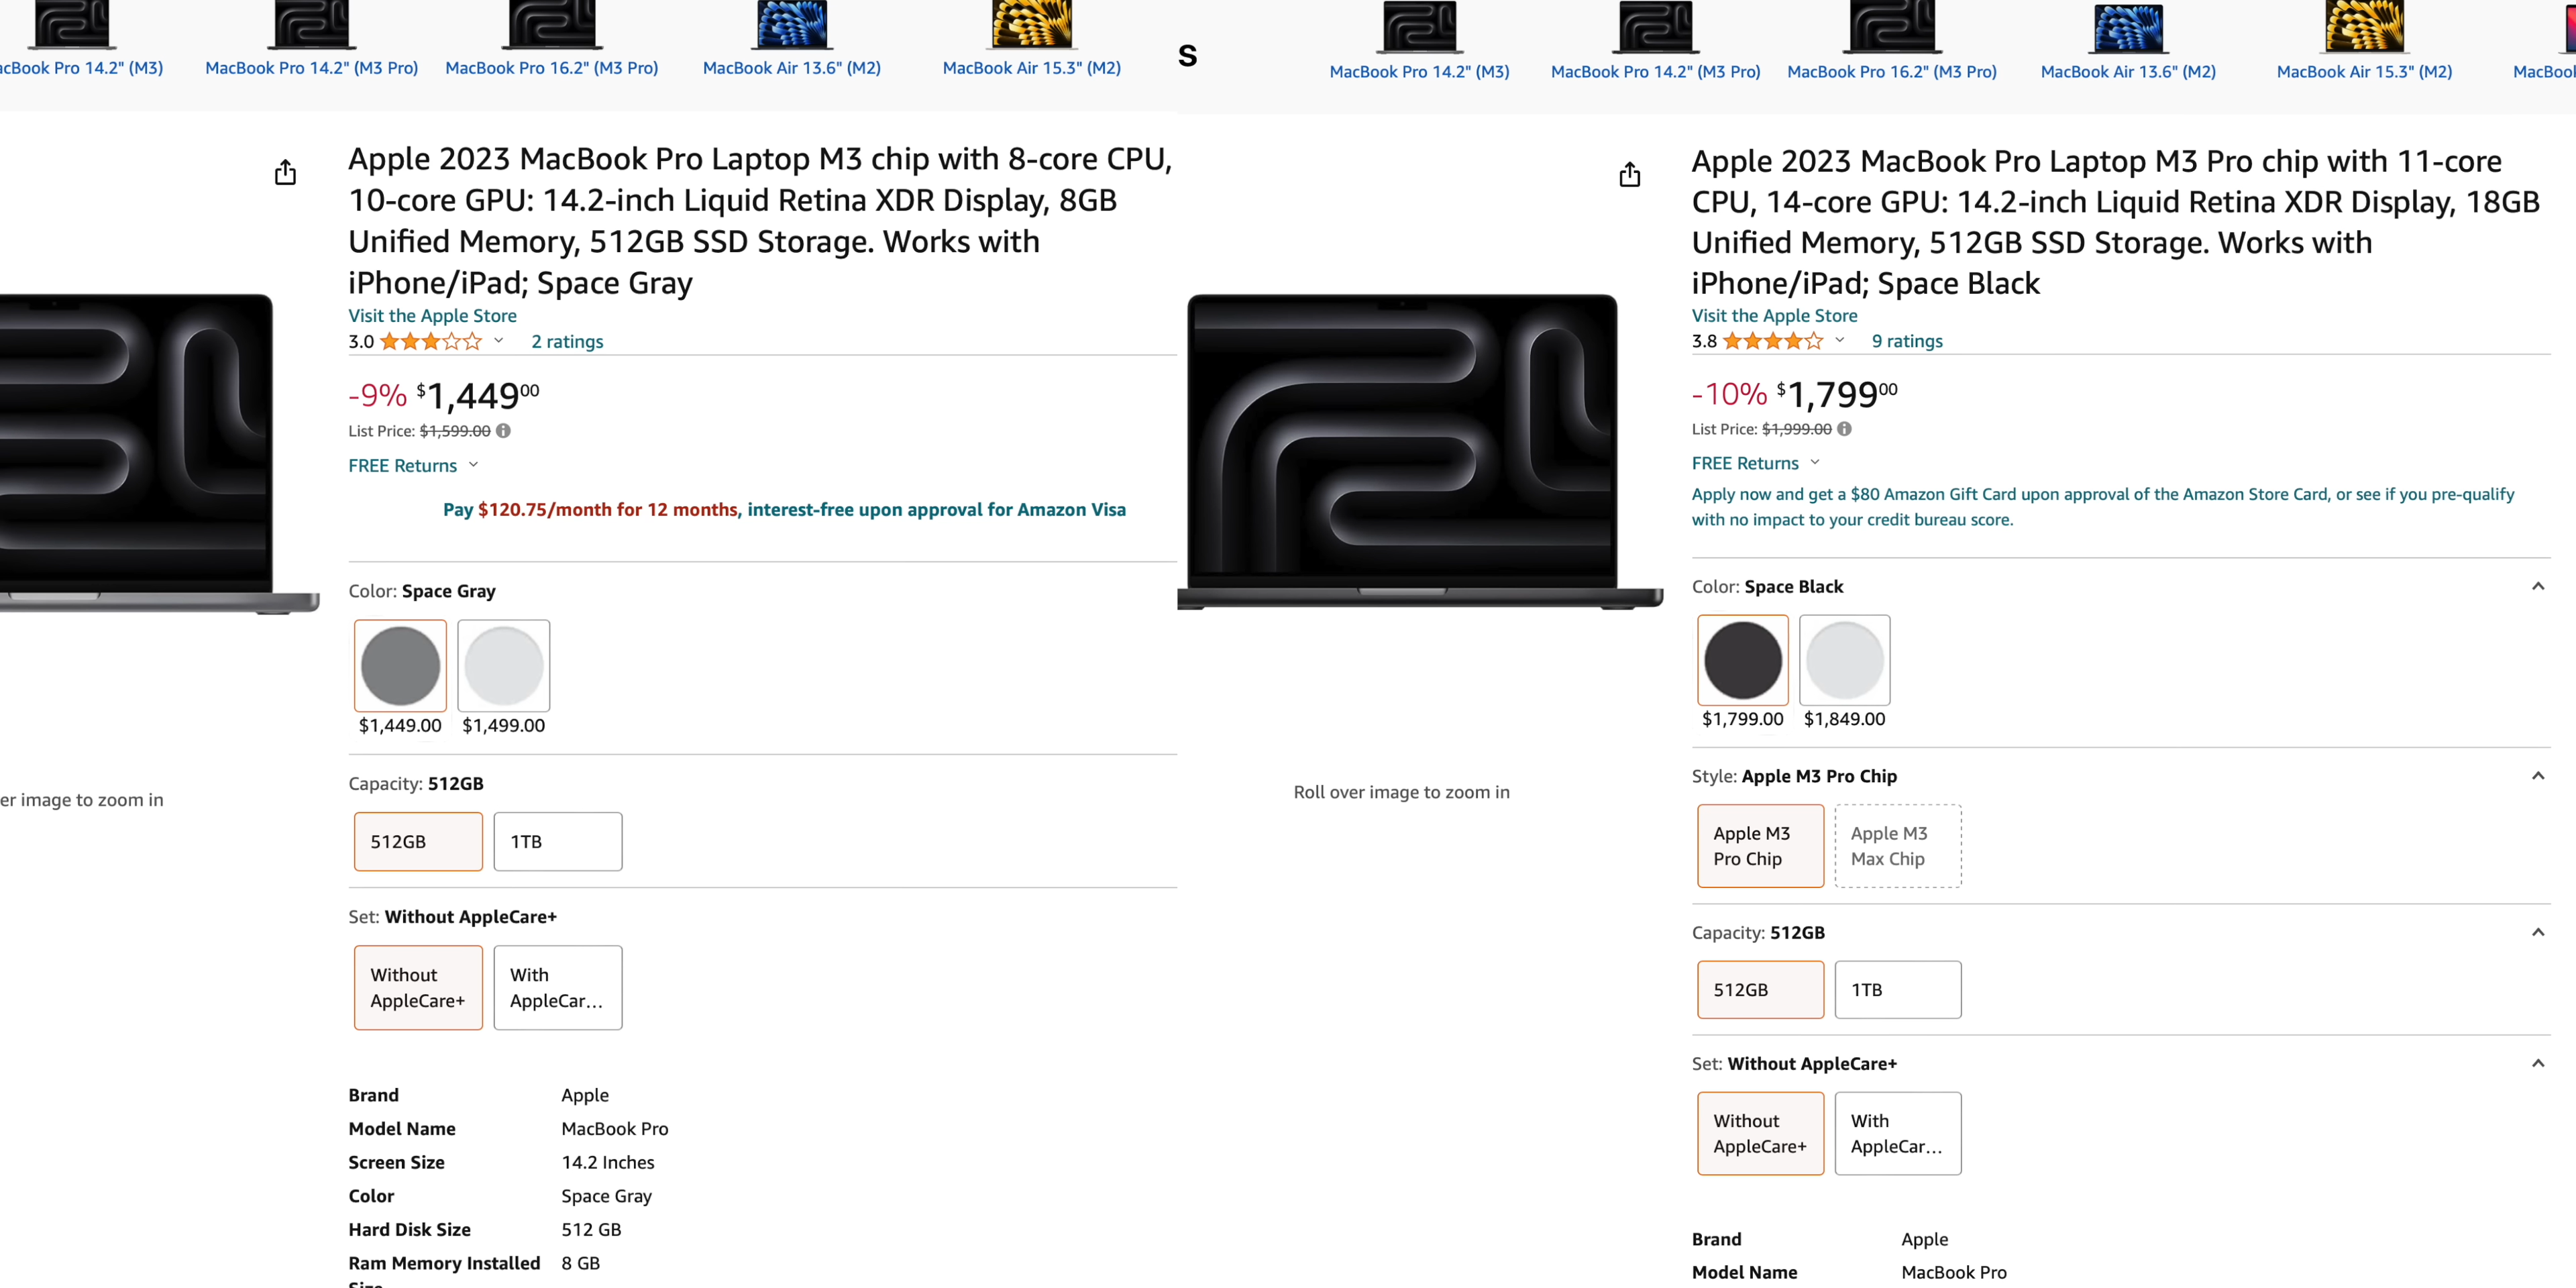 cBook Pro 14.2" (M3)
MacBook Pro 14.2" (M3 Pro)
MacBook Pro 16.2" (M3 Pro)
MacBook Air 13.6" (M2)
MacBook Air 15.3" (M2)
Apple 2023 MacBook Pro Laptop M3 chip with 8-core CPU,
10-core GPU: 14.2-inch Liquid Retina XDR Display, 8GB
Unified Memory, 512GB SSD Storage. Works with
iPhone/iPad; Space Gray
Visit the Apple Store
3.0
2 ratings
-9% $1,44900
List Price: $1,599.00
FREE Returns
Pay $120.75/month for 12 months, interest-free upon approval for Amazon Visa
Color: Space Gray
$1,449.00
$1,499.00
Capacity: 512GB
512GB
1TB
er image to zoom in
Set: Without AppleCare+
Without
AppleCare+
With
AppleCar...
Brand Apple
Model Name MacBook Pro
Screen Size 14.2 Inches
Color Space Gray
Hard Disk Size 512 GB
Ram Memory Installed 8 GB
Size
s
MacBook Pro 14.2" (M3)
MacBook Pro 14.2" (M3 Pro)
MacBook Pro 16.2" (M3 Pro)
MacBook Air 13.6" (M2)
MacBook Air 15.3" (M2)
MacBook
Apple 2023 MacBook Pro Laptop M3 Pro chip with 11-core
CPU, 14-core GPU: 14.2-inch Liquid Retina XDR Display, 18GB
Unified Memory, 512GB SSD Storage. Works with
iPhone/iPad; Space Black
Visit the Apple Store
3.8
9 ratings
-10% $1,79900
List Price: $1,999.00
FREE Returns
Apply now and get a $80 Amazon Gift Card upon approval of the Amazon Store Card, or see if you pre-qualify
with no impact to your credit bureau score.
Color: Space Black
$1,799.00
$1,849.00
Roll over image to zoom in
Style: Apple M3 Pro Chip
Apple M3
Pro Chip
Apple M3
Max Chip
Capacity: 512GB
512GB
1TB
Set: Without AppleCare+
Without
AppleCare+
With
AppleCar...
Brand Apple
Model Name MacBook Pro